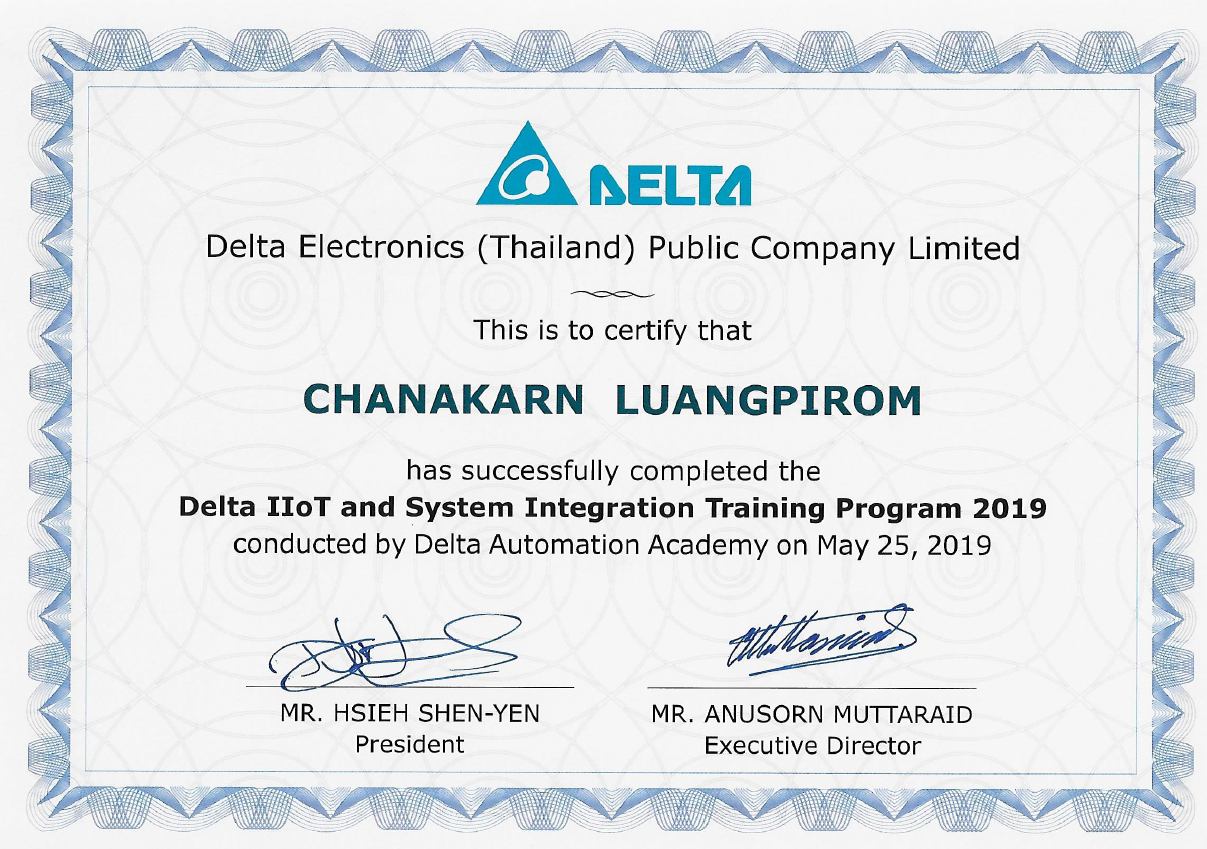 DELTA
Delta Electronics (Thailand) Public Company Limited
This is to certify that
CHANAKARN LUANGPIROM
has successfully completed the
Delta IIoT and System Integration Training Program 2019
conducted by Delta Automation Academy on May 25, 2019
MR. HSIEH SHEN-YEN
President
MR. ANUSORN MUTTARAID
Executive Director